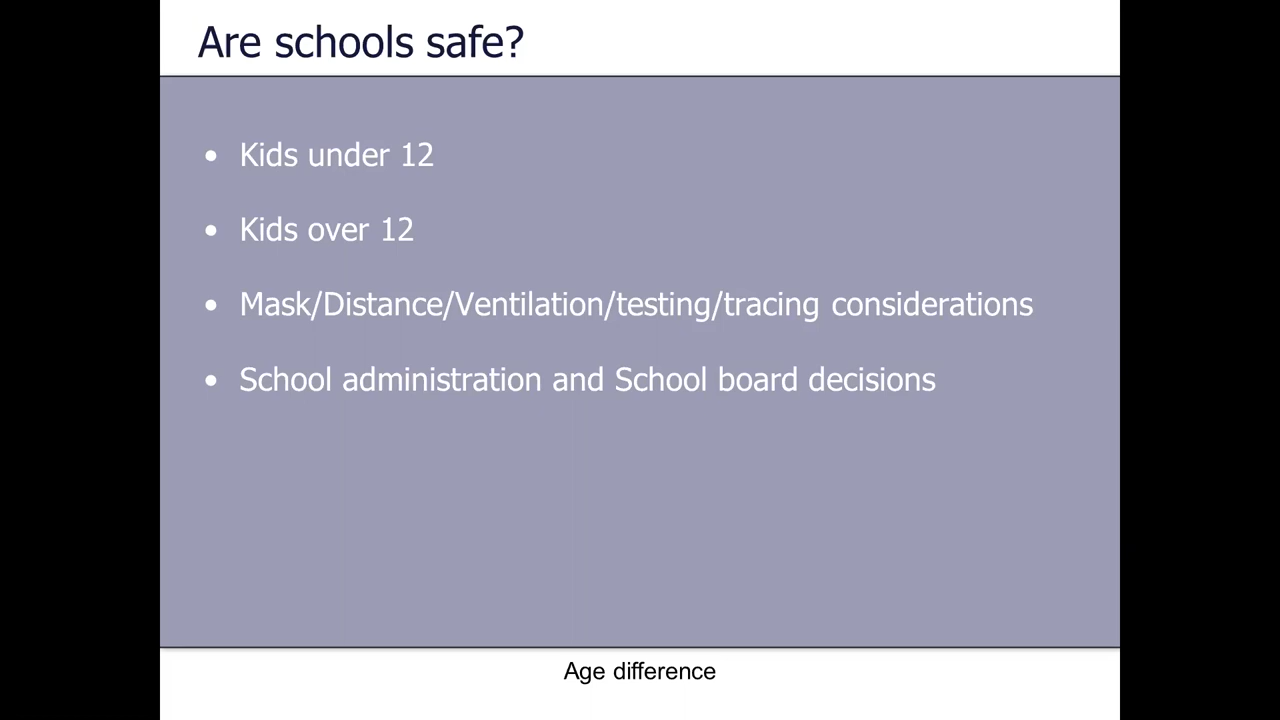 Are schools safe?
• Kids under 12
• Kids over 12
• Mask/Distance/Ventilation/testing/tracing considerations
• School administration and School board decisions
Age difference